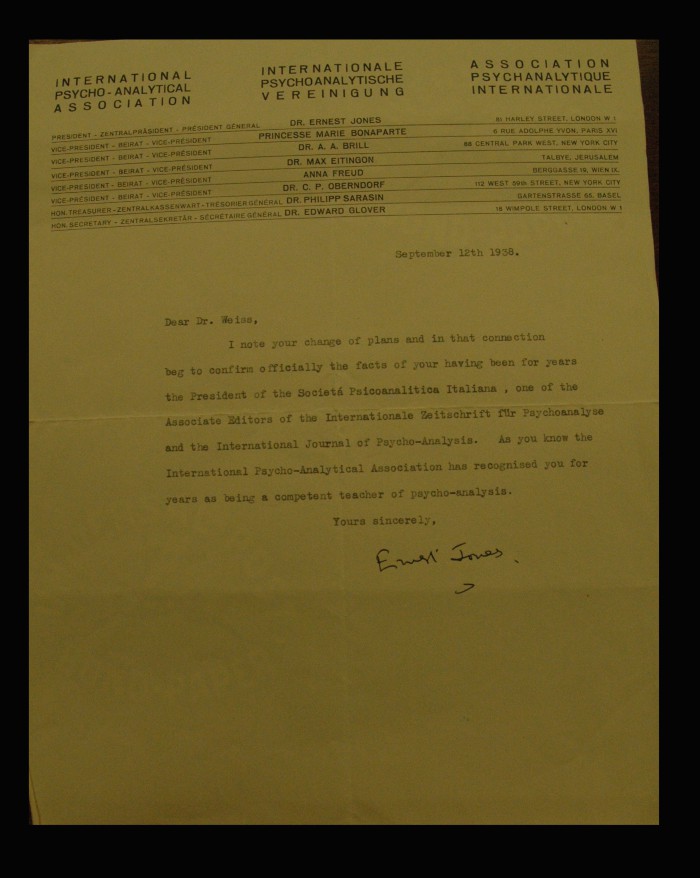 INTERNATIONAL
PSYCHO-ANALYTICAL
ASSOCIATION
INTERNATIONALE
PSYCHOANALYTISCHE
VEREINIGUNG
ASSOCIATION
PSYCHANALYTIQUE
INTERNATIONALE
PRESIDENT - ZENTRALPRÄSIDENT - PRÉSIDENT GÉNÉRAL DR. ERNEST JONES 81 HARLEY STREET, LONDON W 1
VICE-PRESIDENT - BEIRAT - VICE-PRÉSIDENT PRINCESSE MARIE BONAPARTE 6 RUE ADOLPHE YVON, PARIS XVI
VICE-PRESIDENT - BEIRAT - VICE-PRÉSIDENT DR. A. A. BRILL 88 CENTRAL PARK WEST, NEW YORK CITY
VICE-PRESIDENT - BEIRAT - VICE-PRÉSIDENT DR. MAX EITINGON TALBYE, JERUSALEM
VICE-PRESIDENT - BEIRAT - VICE-PRÉSIDENT ANNA FREUD BERGGASSE 19, WIEN IX,
VICE-PRESIDENT - BEIRAT - VICE-PRÉSIDENT DR. C. P. OBERNDORF 112 WEST 59th STREET, NEW YORK CITY
HON. TREASURER - ZENTRALKASSENWART - TRÉSORIER GÉNÉRAL DR. PHILIPP SARASIN GARTENSTRASSE 65, BASEL
HON. SECRETARY - ZENTRALSEKRETÄR - SÉCRÉTAIRE GÉNÉRAL DR. EDWARD GLOVER 18 WIMPOLE STREET, LONDON W 1
September 12th 1938.
Dear Dr. Weiss,
I note your change of plans and in that connection
beg to confirm officially the facts of your having been for years
the President of the Societá Psicoanalitica Italiana , one of the
Associate Editors of the Internationale Zeitschrift für Psychoanalyse
and the International Journal of Psycho-Analysis. As you know the
International Psycho-Analytical Association has recognised you for
years as being a competent teacher of psycho-analysis.
Yours sincerely,
Ernest Jones.